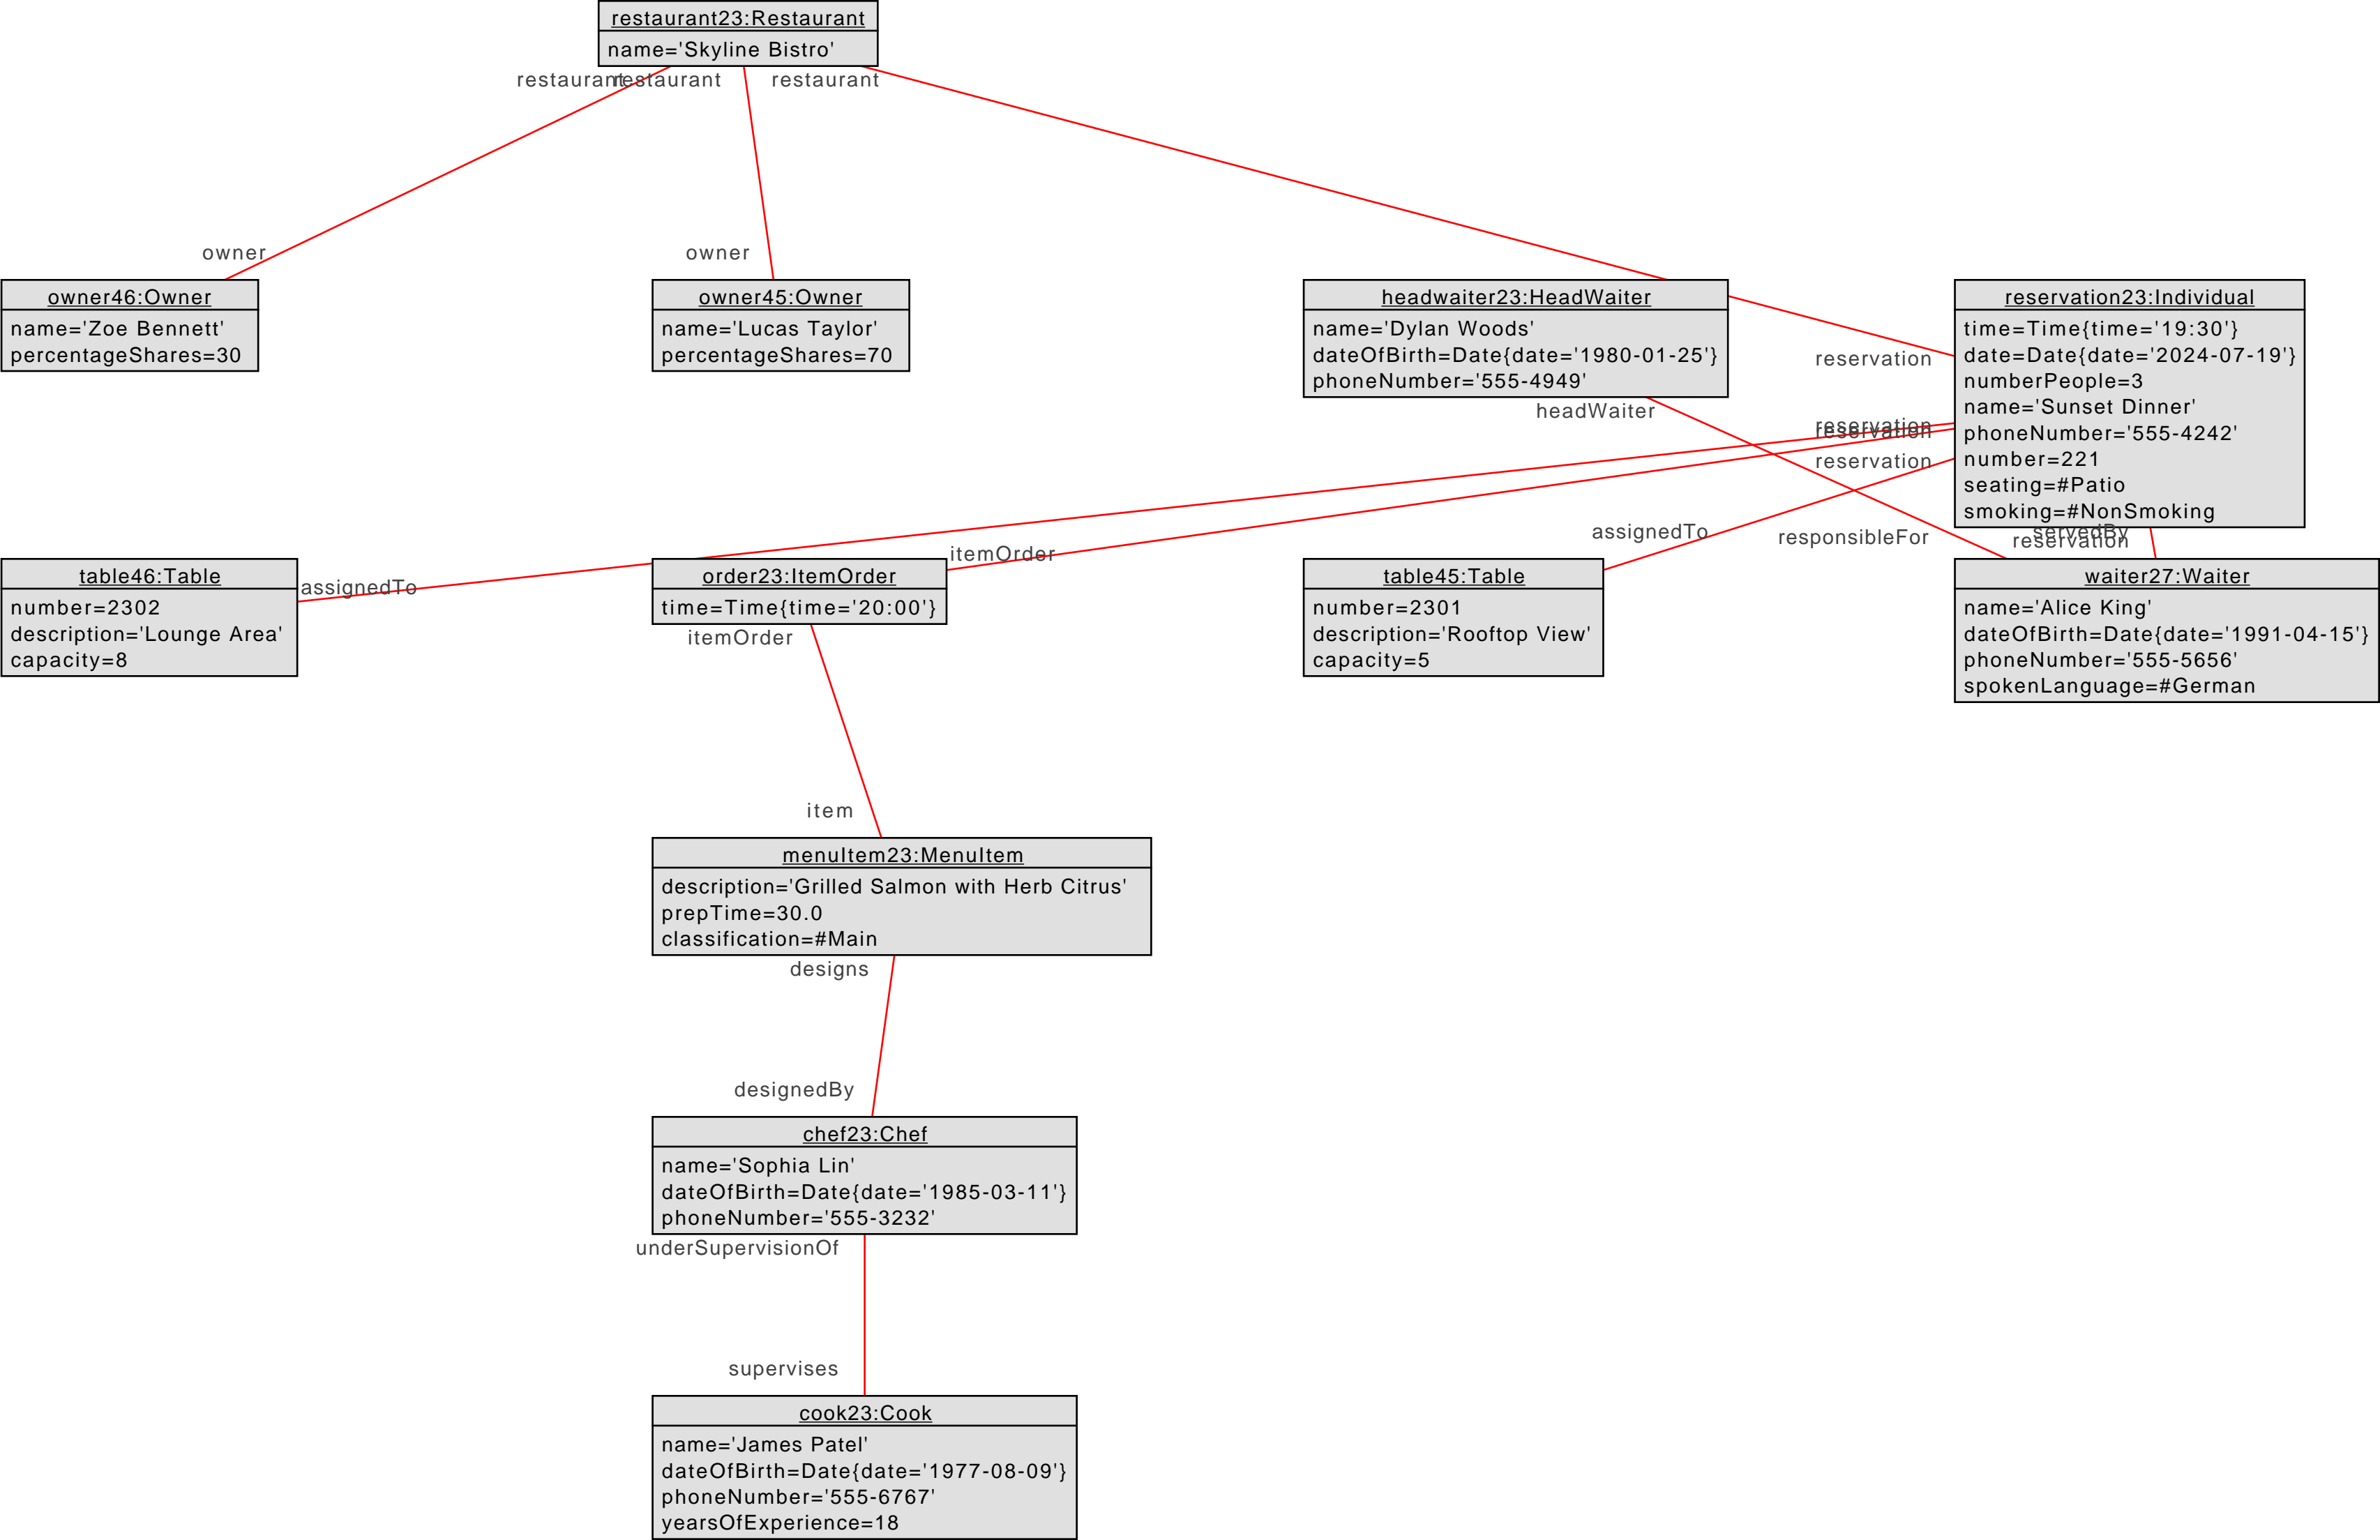 restaurant23:Restaurant
name='Skyline Bistro'
restaurant
restaurant
restaurant
owner
owner
owner46:Owner
name='Zoe Bennett'
percentageShares=30
owner45:Owner
name='Lucas Taylor'
percentageShares=70
headwaiter23:HeadWaiter
name='Dylan Woods'
dateOfBirth=Date{date='1980-01-25'}
phoneNumber='555-4949'
headWaiter
reservation23:Individual
time=Time{time='19:30'}
date=Date{date='2024-07-19'}
numberPeople=3
name='Sunset Dinner'
phoneNumber='555-4242'
number=221
seating=#Patio
smoking=#NonSmoking
reservation
reservation
reservation
reservation
servedBy
reservation
assignedTo
responsibleFor
itemOrder
assignedTo
table46:Table
number=2302
description='Lounge Area'
capacity=8
order23:ItemOrder
time=Time{time='20:00'}
itemOrder
table45:Table
number=2301
description='Rooftop View'
capacity=5
waiter27:Waiter
name='Alice King'
dateOfBirth=Date{date='1991-04-15'}
phoneNumber='555-5656'
spokenLanguage=#German
item
menuItem23:MenuItem
description='Grilled Salmon with Herb Citrus'
prepTime=30.0
classification=#Main
designs
designedBy
chef23:Chef
name='Sophia Lin'
dateOfBirth=Date{date='1985-03-11'}
phoneNumber='555-3232'
underSupervisionOf
supervises
cook23:Cook
name='James Patel'
dateOfBirth=Date{date='1977-08-09'}
phoneNumber='555-6767'
yearsOfExperience=18